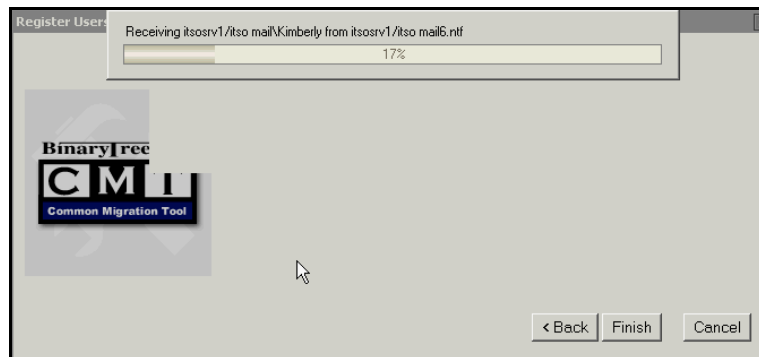 Register Users
Receiving itsosrv1/itso mail\Kimberly from itsosrv1/itso mail6.ntf
17%
BinaryTree
CMT
Common Migration Tool
< Back
Finish
Cancel